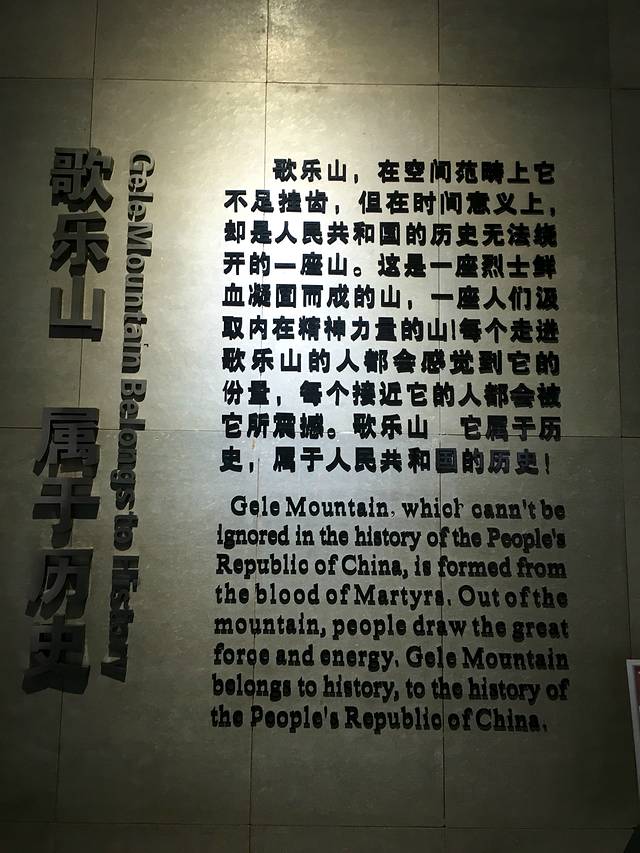 歌乐山 属于历史
Gele Mountain Belongs to History
歌乐山，在空间范畴上它
不足挂齿，但在时间意义上，
却是人民共和国的历史无法绕
开的一座山。这是一座烈士鲜
血凝固而成的山，一座人们汲
取内在精神力量的山！每个走进
歌乐山的人都会感觉到它的
份量，每个接近它的人都会被
它所震撼。歌乐山 它属于历
史，属于人民共和国的历史！
Gele Mountain, which cann't be
ignored in the history of the People's
Republic of China, is formed from
the blood of Martyrs. Out of the
mountain, people draw the great
force and energy. Gele Mountain
belongs to history, to the history of
the People's Republic of China.